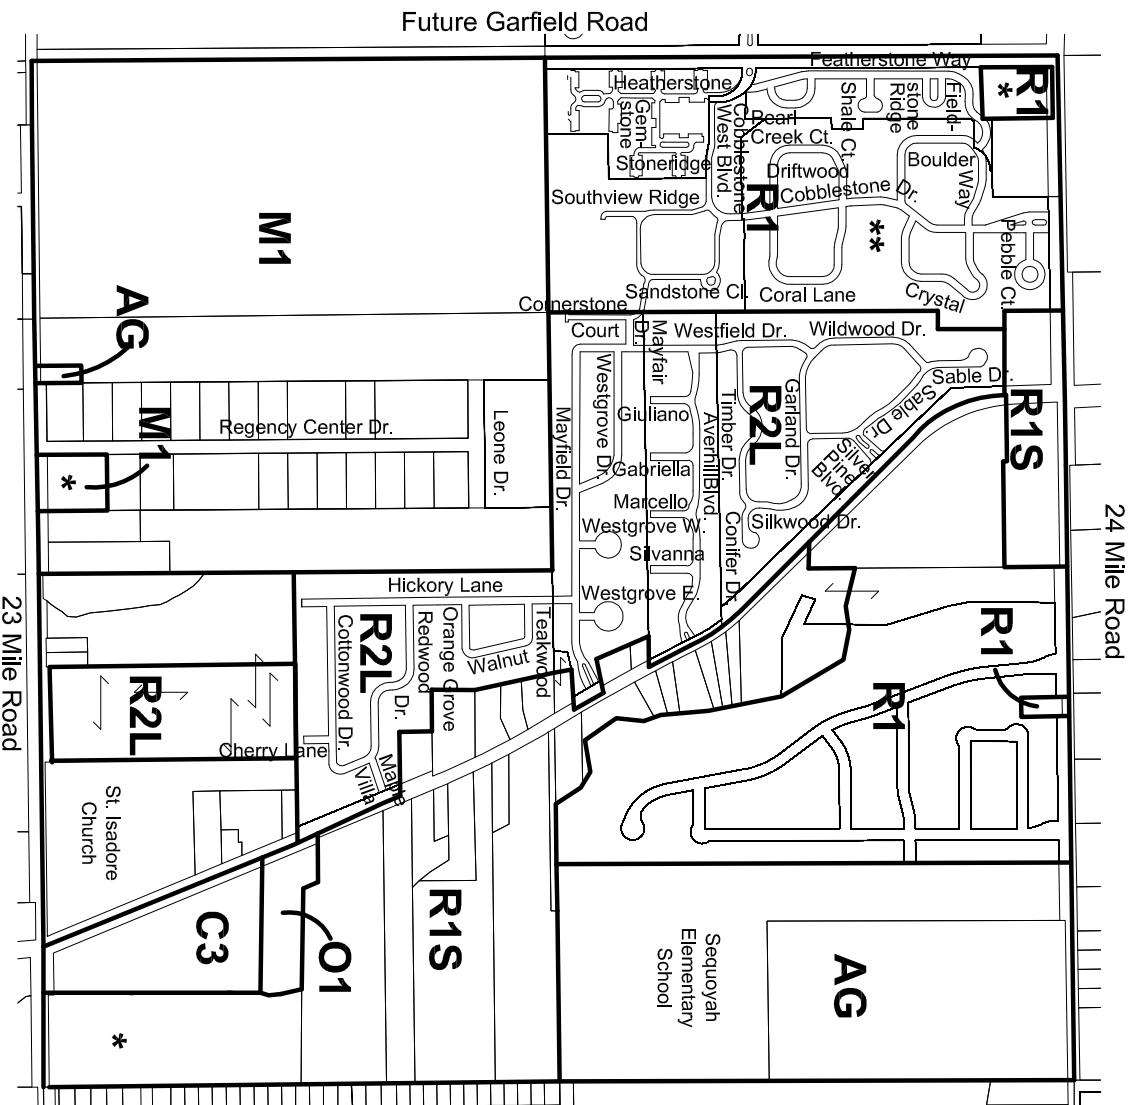 Future Garfield Road
Featherstone Way
Heatherstone
R1
*
Gem-
stone
West Blvd.
Cobblestone
Pearl
Creek Ct.
Shale Ct.
stone
Ridge
Field-
Stoneridge
Driftwood
Boulder
Way
Southview Ridge
R1
Cobblestone Dr.
**
M1
Pebble Ct.
Sandstone Ct.
Coral Lane
Crystal
AG
Cornerstone
Court
Dr.
Mayfair
Westfield Dr.
Wildwood Dr.
Sable Dr.
Westgrove Dr.
R2L
Garland Dr.
Sable Dr.
R1S
M1
Regency Center Dr.
Leone Dr.
Mayfield Dr.
Giuliano
Averhill Blvd.
Timber Dr.
Silver
Pine
Blvd.
Gabriella
*
Marcello
Silkwood Dr.
Westgrove W.
Conifer Dr.
24 Mile Road
Silvanna
Hickory Lane
Westgrove E.
23 Mile Road
R2L
Cottonwood Dr.
Redwood
Dr.
Orange Grove
Walnut
Teakwood
R1
R2L
R1
Cherry Lane
Villa
Maple
St. Isadore
Church
C3
O1
R1S
Sequoyah
Elementary
School
AG
*